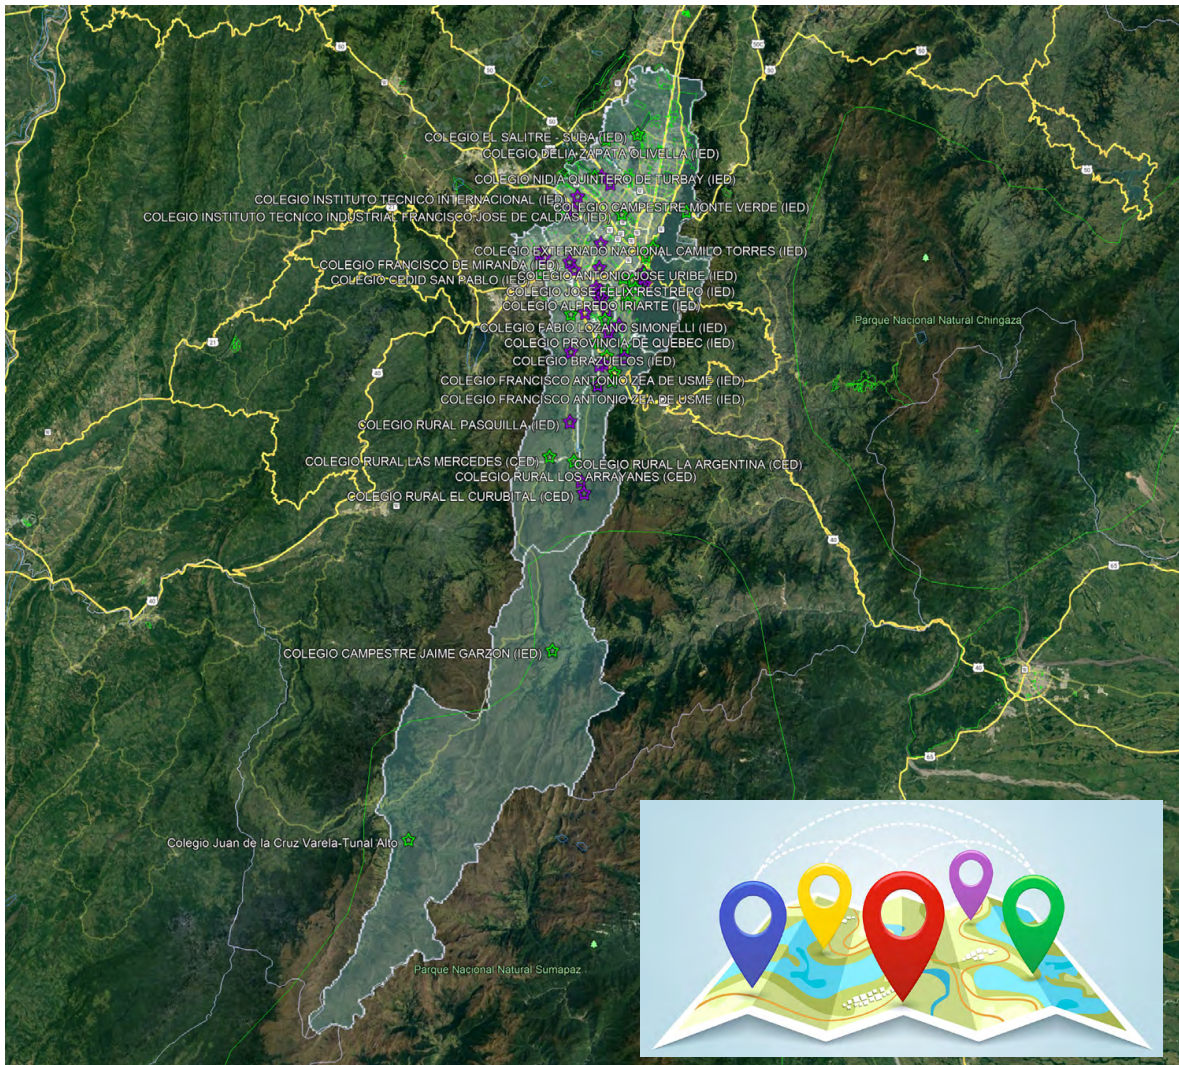 COLEGIO EL SALITRE - SUBA (IED)
COLEGIO DELIA ZAPATA OLIVELLA (IED)
COLEGIO NIDIA QUINTERO DE TURBAY (IED)
COLEGIO INSTITUTO TECNICO INTERNACIONAL (IED)
COLEGIO CAMPESTRE MONTE VERDE (IED)
COLEGIO INSTITUTO TECNICO INDUSTRIAL FRANCISCO JOSE DE CALDAS (IED)
COLEGIO EXTERNADO NACIONAL CAMILO TORRES (IED)
COLEGIO FRANCISCO DE MIRANDA (IED)
COLEGIO ANTONIO JOSE URIBE (IED)
COLEGIO CEDID SAN PABLO (IED)
COLEGIO JOSE FELIX RESTREPO (IED)
COLEGIO ALFREDO IRIARTE (IED)
Parque Nacional Natural Chingaza
COLEGIO FABIO LOZANO SIMONELLI (IED)
COLEGIO PROVINCIA DE QUEBEC (IED)
COLEGIO BRAZUELOS (IED)
COLEGIO FRANCISCO ANTONIO ZEA DE USME (IED)
COLEGIO FRANCISCO ANTONIO ZEA DE USME (IED)
COLEGIO RURAL PASQUILLA (IED)
COLEGIO RURAL LAS MERCEDES (CED)
COLEGIO RURAL LA ARGENTINA (CED)
COLEGIO RURAL LOS ARRAYANES (CED)
COLEGIO RURAL EL CURUBITAL (CED)
COLEGIO CAMPESTRE JAIME GARZON (IED)
Colegio Juan de la Cruz Varela-Tunal Alto
Parque Nacional Natural Sumapaz